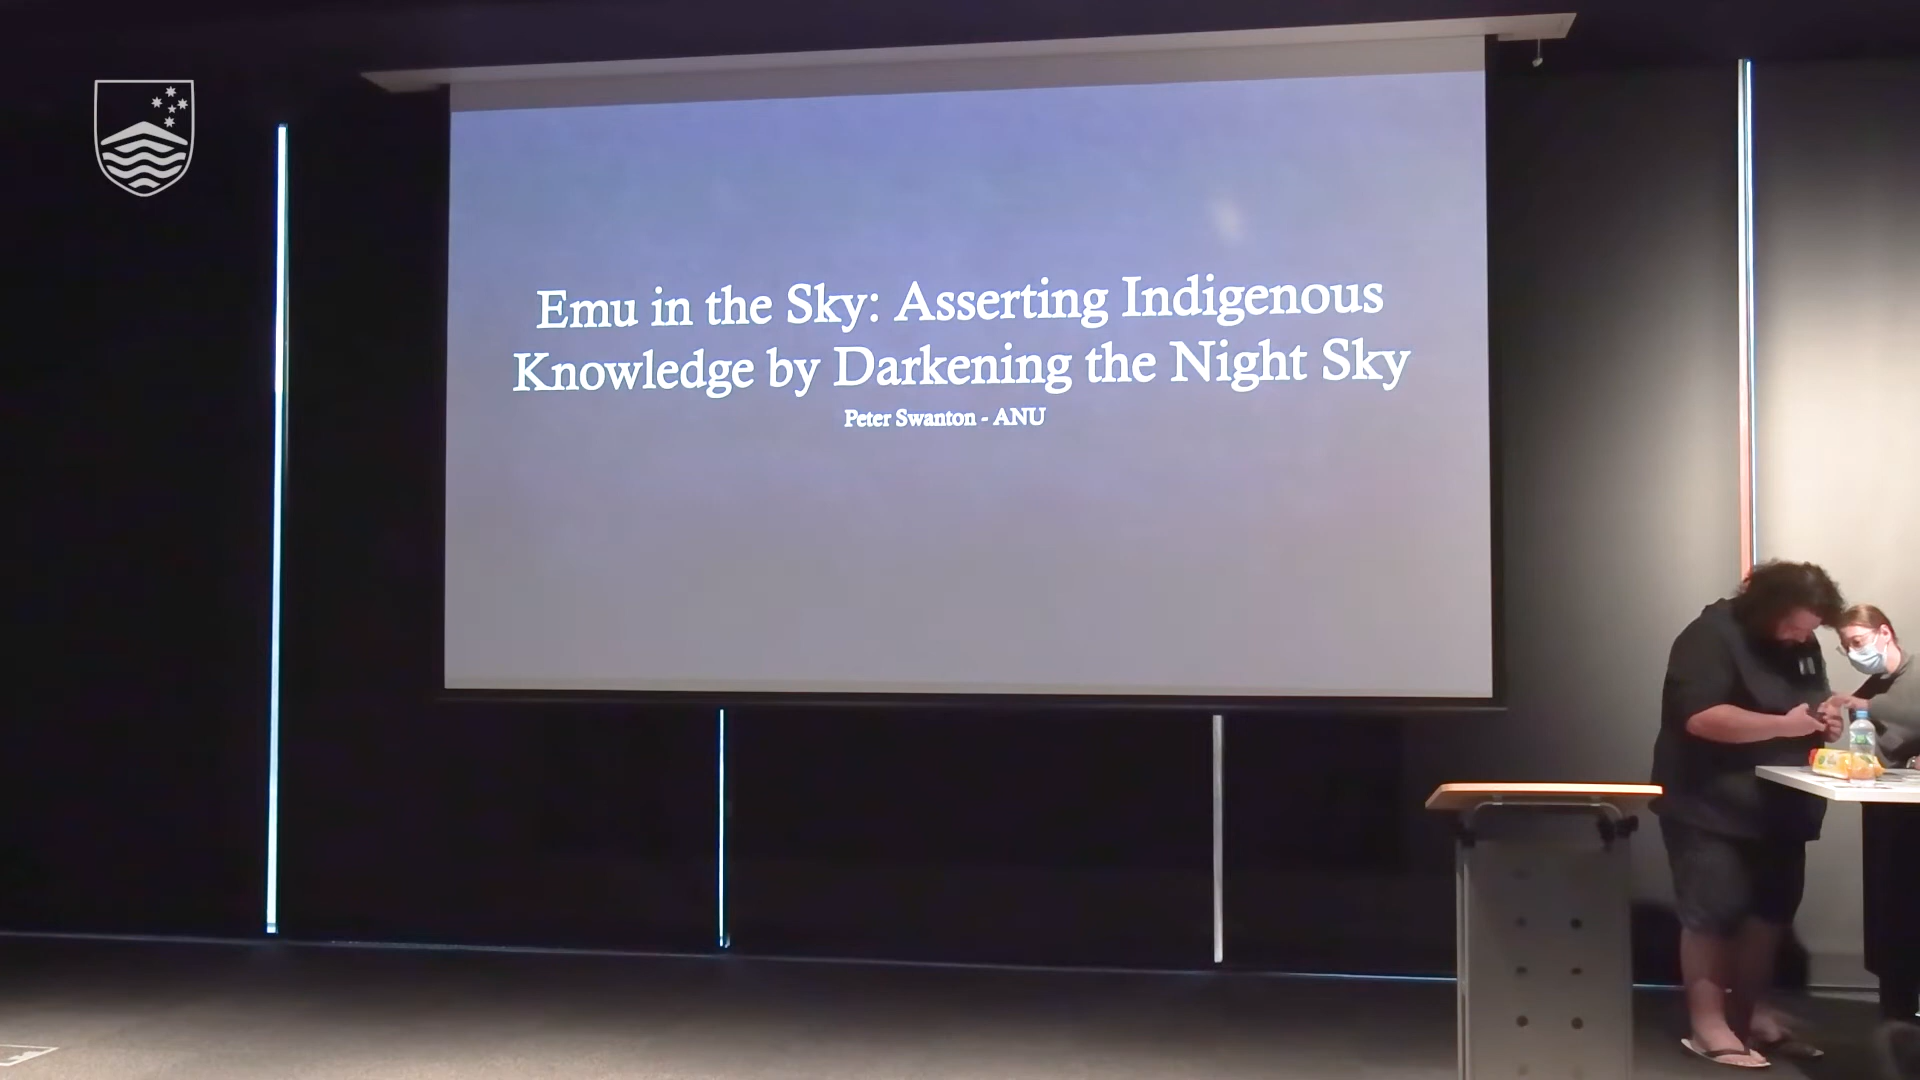 Emu in the Sky: Asserting Indigenous
Knowledge by Darkening the Night Sky
Peter Swanton - ANU